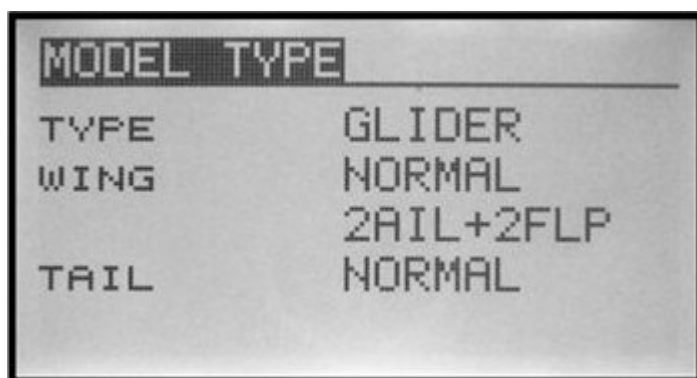 MODEL TYPE
TYPE GLIDER
WING NORMAL
2AIL+2FLP
TAIL NORMAL